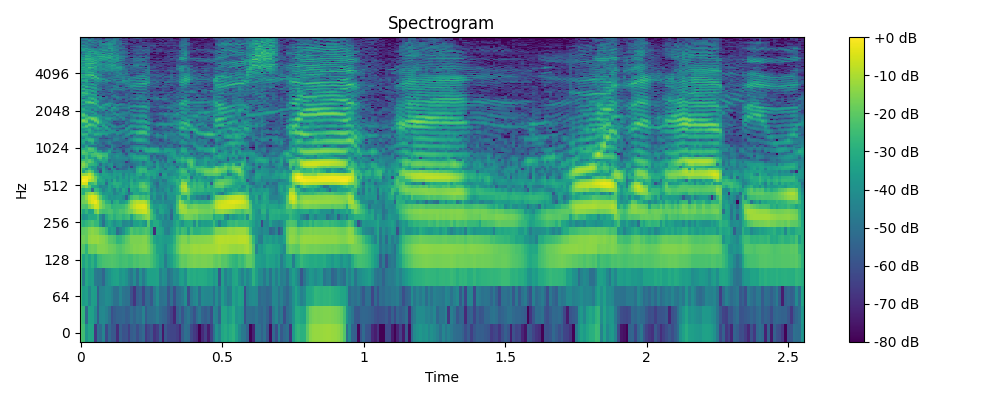 Spectrogram
4096
2048
1024
512
256
128
64
0
Hz
0
0.5
1
1.5
2
2.5
Time
+0 dB
-10 dB
-20 dB
-30 dB
-40 dB
-50 dB
-60 dB
-70 dB
-80 dB